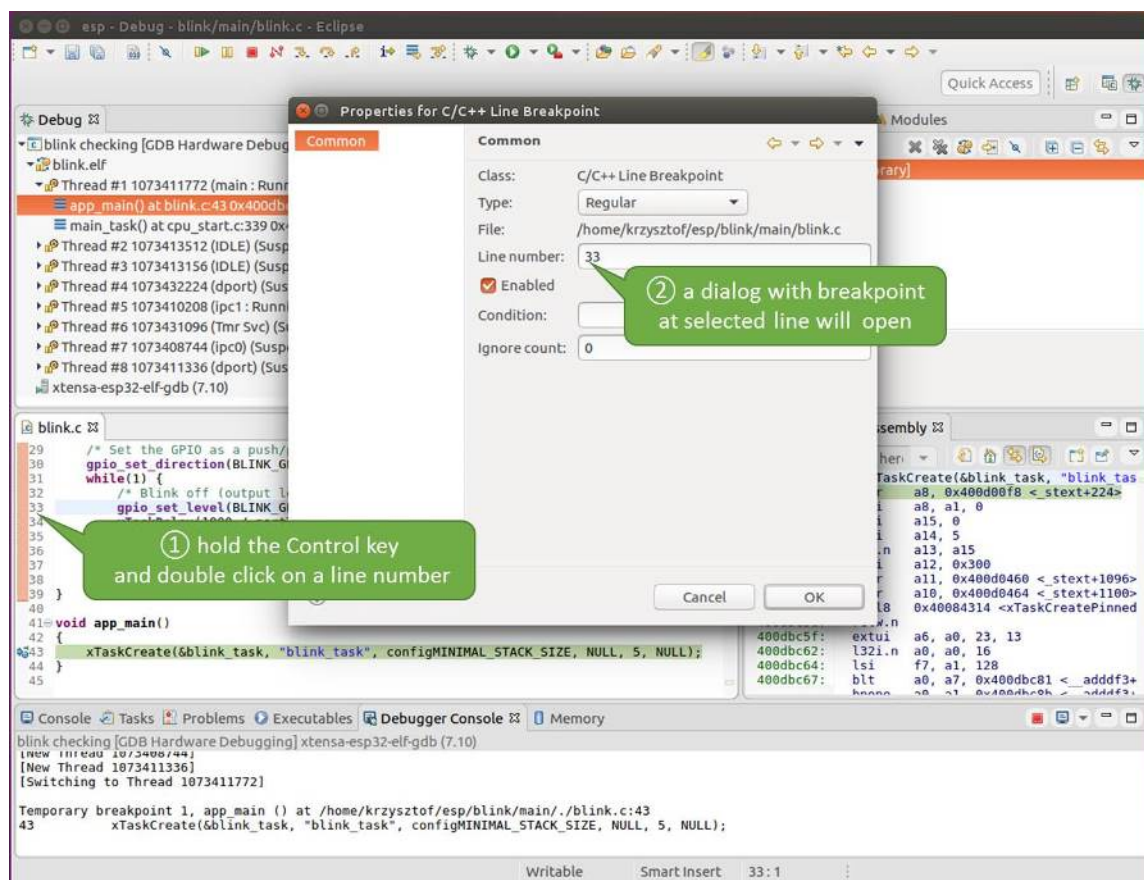 esp - Debug - blink/main/blink.c - Eclipse
Quick Access
Debug
blink checking [GDB Hardware Debug
blink.elf
Thread #1 1073411772 (main : Runn
app_main() at blink.c:43 0x400db
main_task() at cpu_start.c:339 0x4
Thread #2 1073413512 (IDLE) (Susp
Thread #3 1073413156 (IDLE) (Susp
Thread #4 1073432224 (dport) (Sus
Thread #5 1073410208 (ipc1 : Runni
Thread #6 1073431096 (Tmr Svc) (S
Thread #7 1073408744 (ipc0) (Susp
Thread #8 1073411336 (dport) (Sus
xtensa-esp32-elf-gdb (7.10)
Properties for C/C++ Line Breakpoint
Common
Common
Class: C/C++ Line Breakpoint
Type: Regular
File: /home/krzysztof/esp/blink/main/blink.c
Line number: 33
Enabled
Condition:
Ignore count: 0
② a dialog with breakpoint
at selected line will open
Cancel OK
Modules
rary]
blink.c
29 /* Set the GPIO as a push/
30 gpio_set_direction(BLINK_G
31 while(1) {
32 /* Blink off (output l
33 gpio_set_level(BLINK_G
34
35
36
37
38
39 }
40
41 void app_main()
42 {
43 xTaskCreate(&blink_task, "blink_task", configMINIMAL_STACK_SIZE, NULL, 5, NULL);
44 }
45
① hold the Control key
and double click on a line number
sembly
her
TaskCreate(&blink_task, "blink_tas
r a8, 0x400d00f8 <_stext+224>
i a8, a1, 0
i a15, 0
i a14, 5
.n a13, a15
i a12, 0x300
r a11, 0x400d0460 <_stext+1096>
r a10, 0x400d0464 <_stext+1100>
l8 0x40084314 <xTaskCreatePinned
400dbc5f: extui a6, a0, 23, 13
400dbc62: l32i.n a0, a0, 16
400dbc64: lsi f7, a1, 128
400dbc67: blt a0, a7, 0x400dbc81 <__adddf3+
Console Tasks Problems Executables Debugger Console Memory
blink checking [GDB Hardware Debugging] xtensa-esp32-elf-gdb (7.10)
[New Thread 1073408744]
[New Thread 1073411336]
[Switching to Thread 1073411772]
Temporary breakpoint 1, app_main () at /home/krzysztof/esp/blink/main/./blink.c:43
43 xTaskCreate(&blink_task, "blink_task", configMINIMAL_STACK_SIZE, NULL, 5, NULL);
Writable Smart Insert 33 : 1